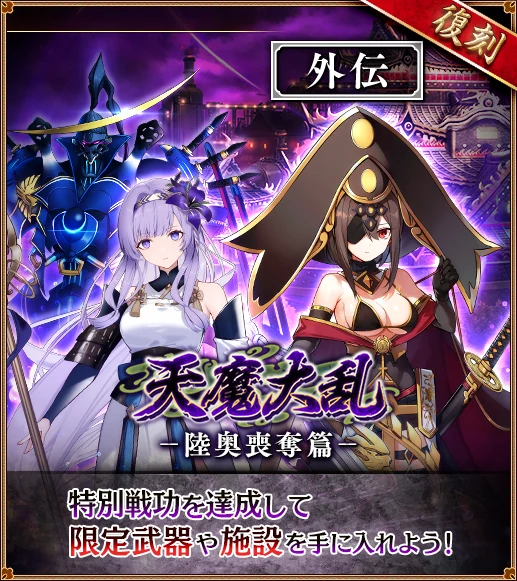 復刻
外伝
天魔大乱
－陸奥喪奪篇－
特別戦功を達成して
限定武器や施設を手に入れよう！